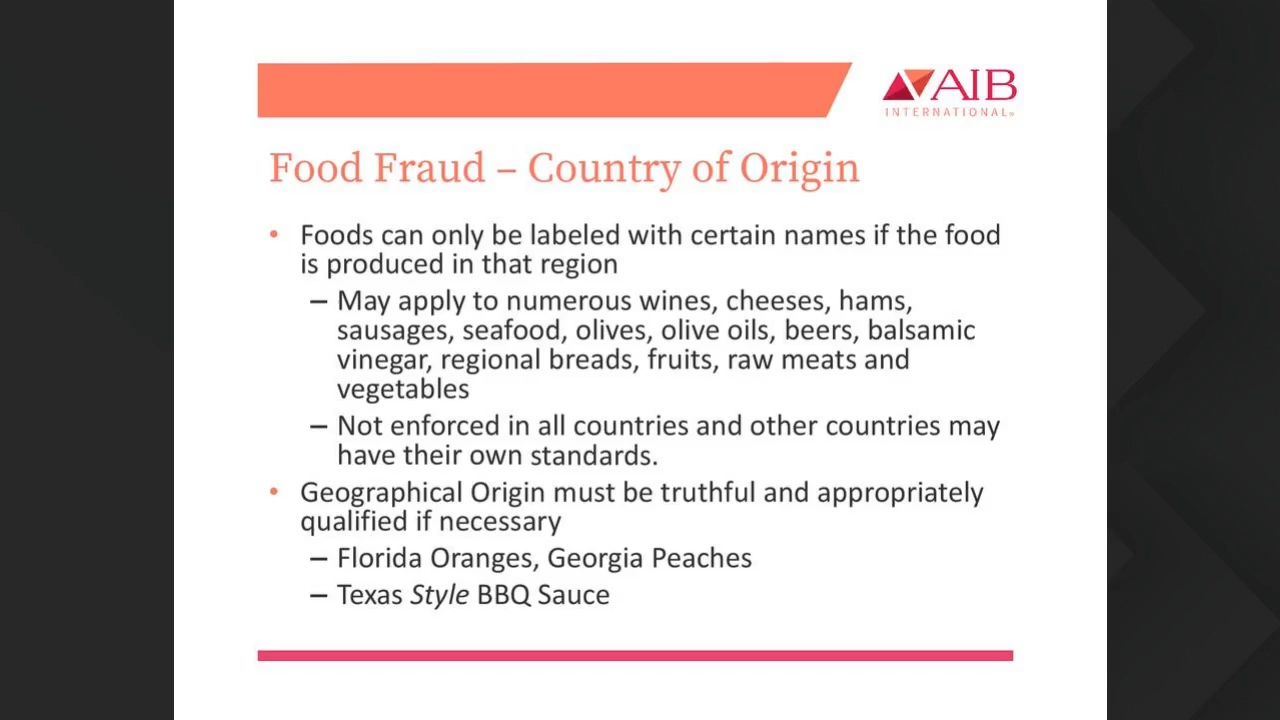 AIB
INTERNATIONAL®
Food Fraud – Country of Origin
• Foods can only be labeled with certain names if the food
is produced in that region
– May apply to numerous wines, cheeses, hams,
sausages, seafood, olives, olive oils, beers, balsamic
vinegar, regional breads, fruits, raw meats and
vegetables
– Not enforced in all countries and other countries may
have their own standards.
• Geographical Origin must be truthful and appropriately
qualified if necessary
– Florida Oranges, Georgia Peaches
– Texas Style BBQ Sauce